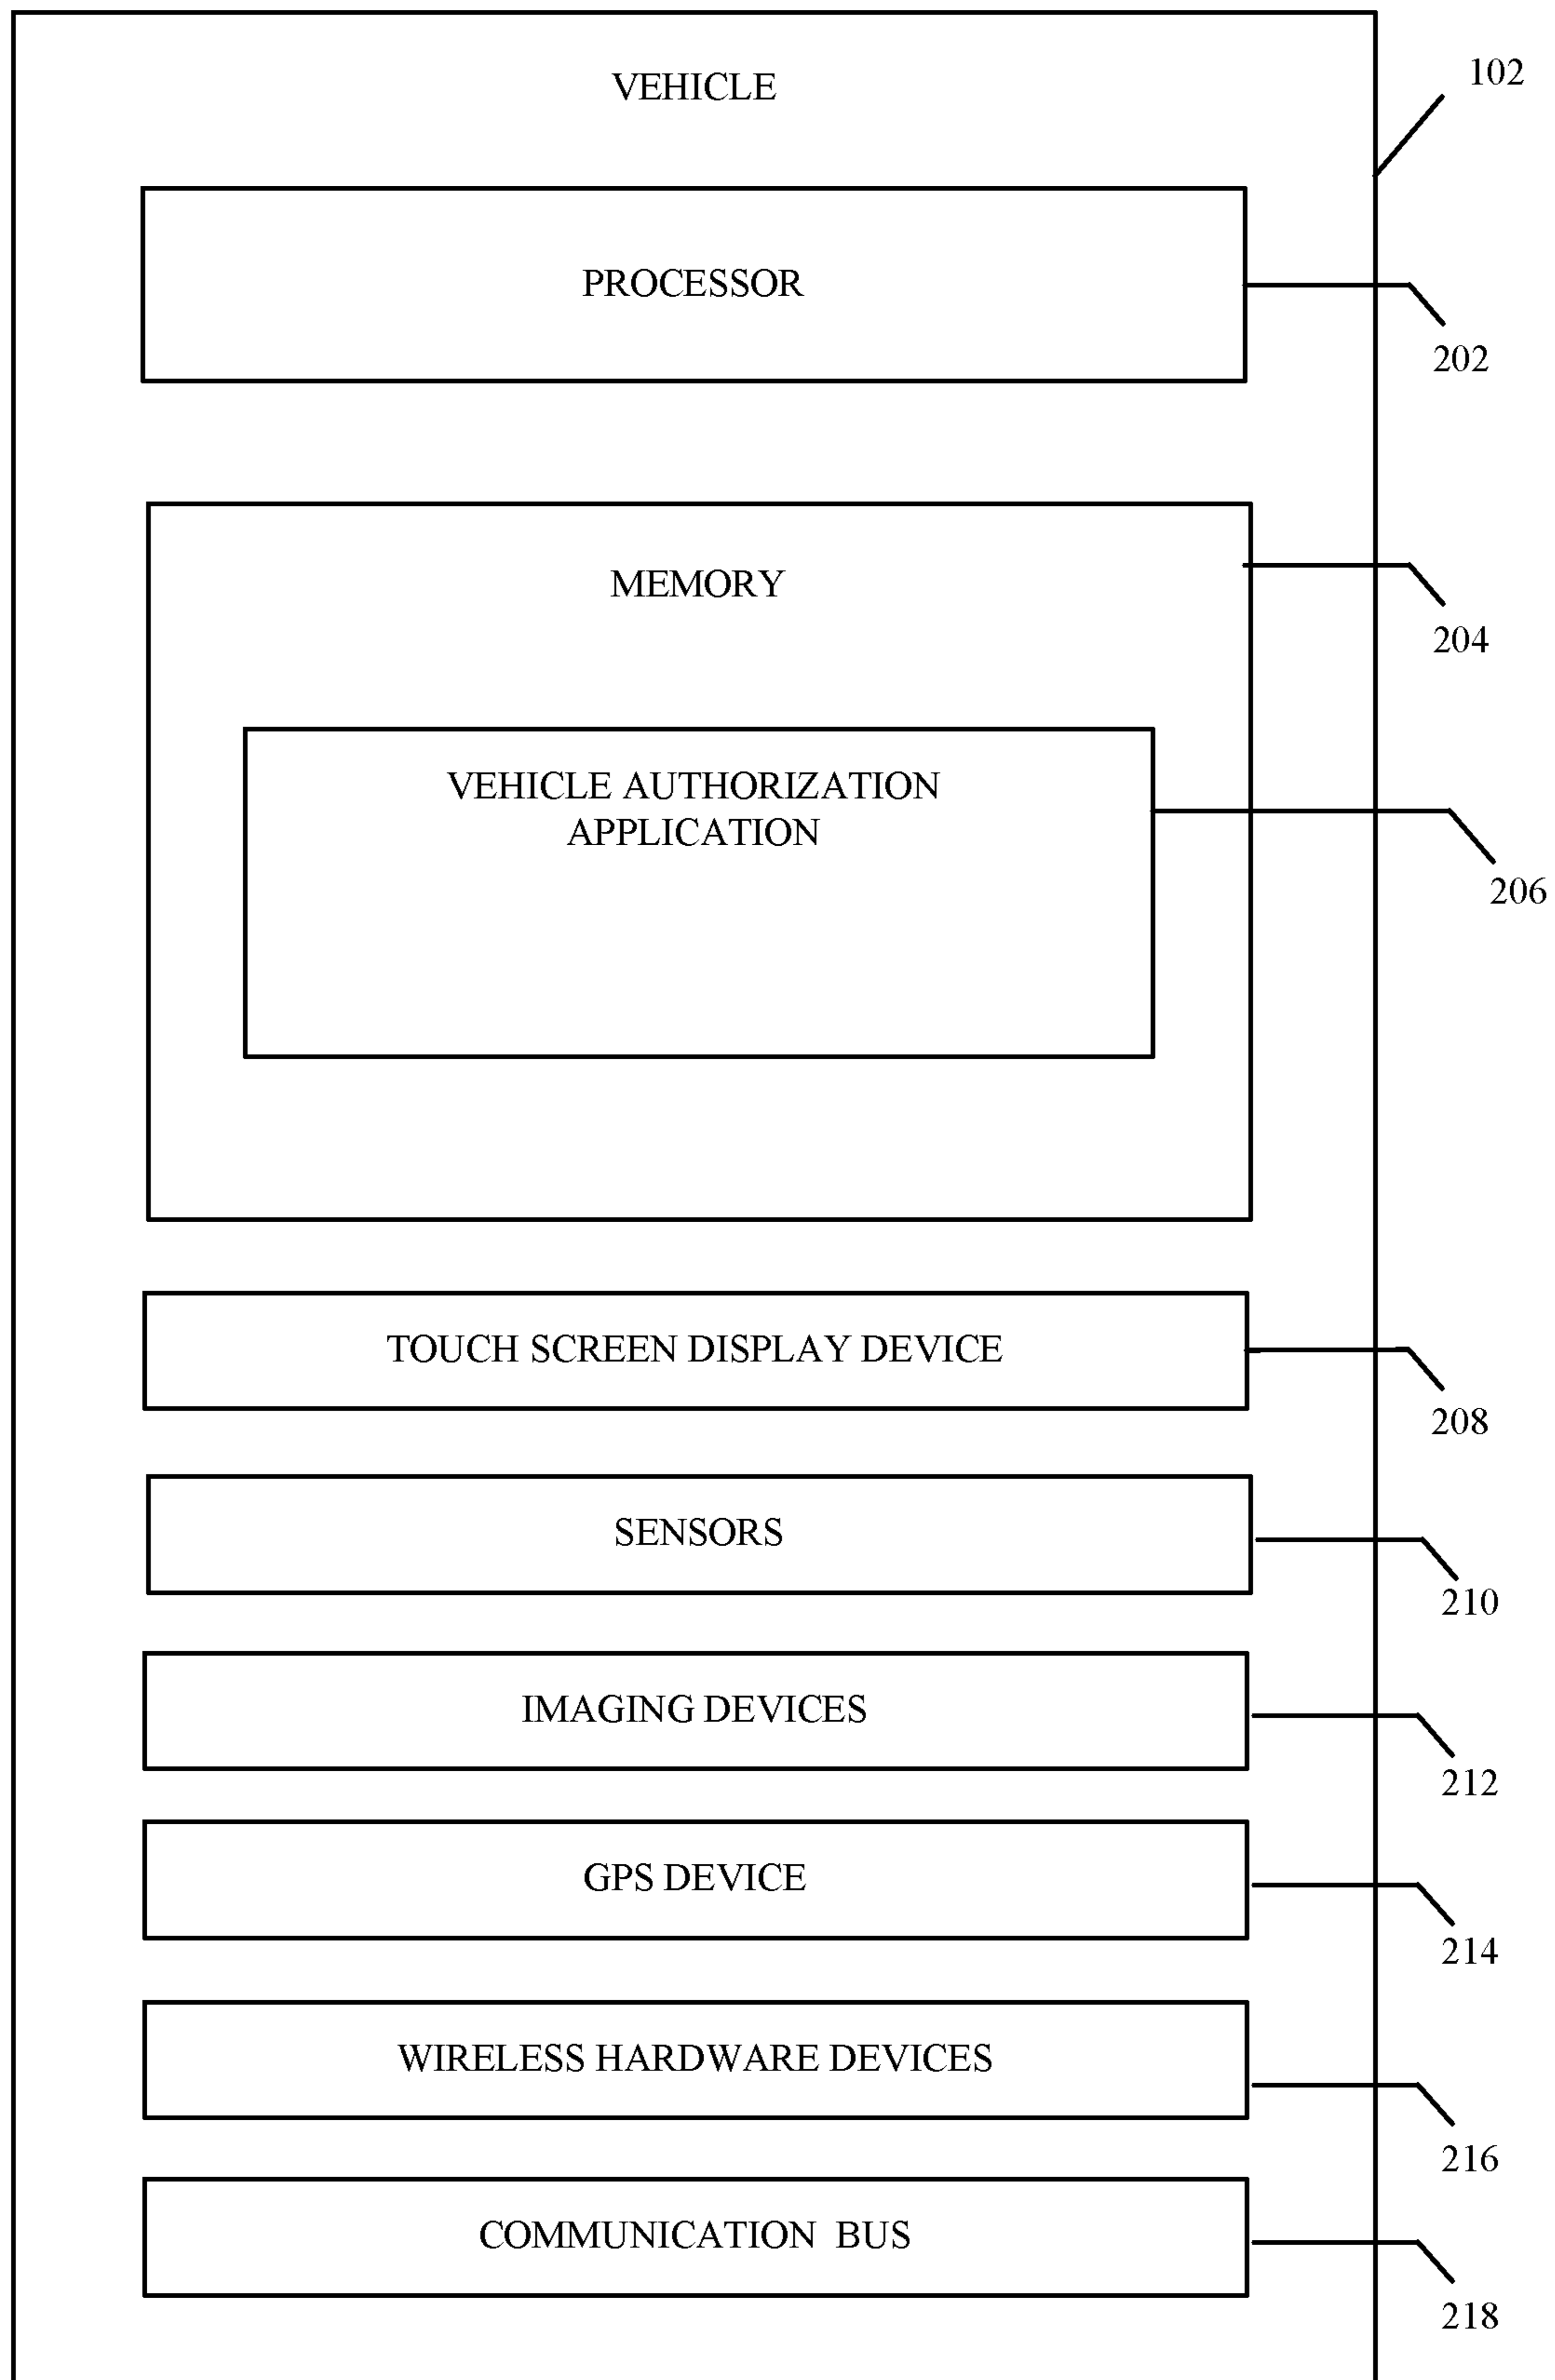 VEHICLE
102
PROCESSOR
202
MEMORY
204
VEHICLE AUTHORIZATION
APPLICATION
206
TOUCH SCREEN DISPLAY DEVICE
208
SENSORS
210
IMAGING DEVICES
212
GPS DEVICE
214
WIRELESS HARDWARE DEVICES
216
COMMUNICATION BUS
218